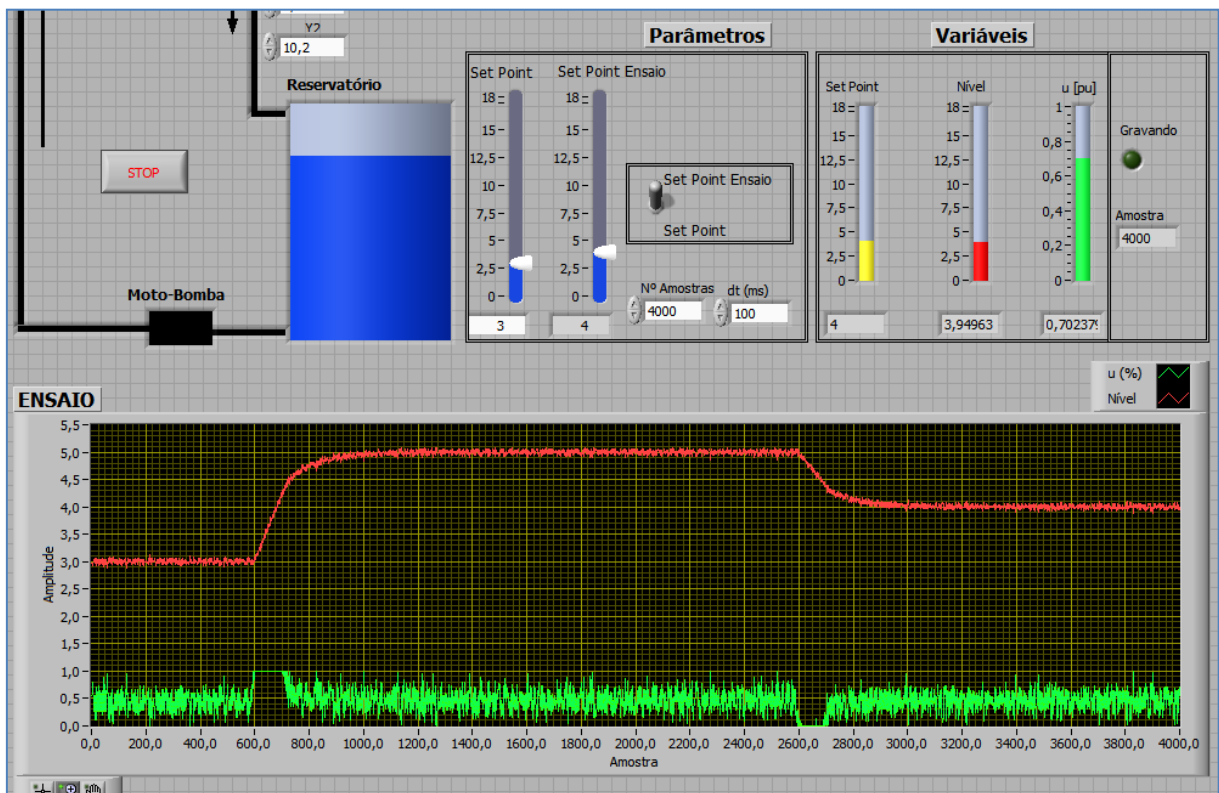 Y2
10,2
Reservatório
STOP
Moto-Bomba
Parâmetros
Set Point
Set Point Ensaio
18
15
12,5
10
7,5
5
2,5
0
3
18
15
12,5
10
7,5
5
2,5
0
4
Set Point Ensaio
Set Point
Nº Amostras
dt (ms)
4000
100
Variáveis
Set Point
Nível
u [pu]
18
15
12,5
10
7,5
5
2,5
0
4
18
15
12,5
10
7,5
5
2,5
0
3,94963
1
0,8
0,6
0,4
0,2
0
0,702379
Gravando
Amostra
4000
u (%)
Nível
ENSAIO
Amplitude
5,5
5,0
4,5
4,0
3,5
3,0
2,5
2,0
1,5
1,0
0,5
0,0
0,0 200,0 400,0 600,0 800,0 1000,0 1200,0 1400,0 1600,0 1800,0 2000,0 2200,0 2400,0 2600,0 2800,0 3000,0 3200,0 3400,0 3600,0 3800,0 4000,0
Amostra